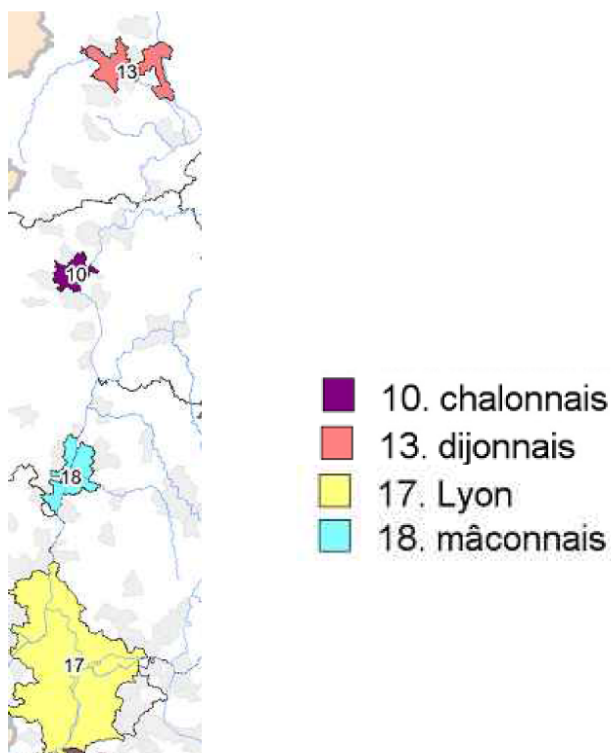 13
10
18
17
10. chalonnais
13. dijonnais
17. Lyon
18. mâconnais